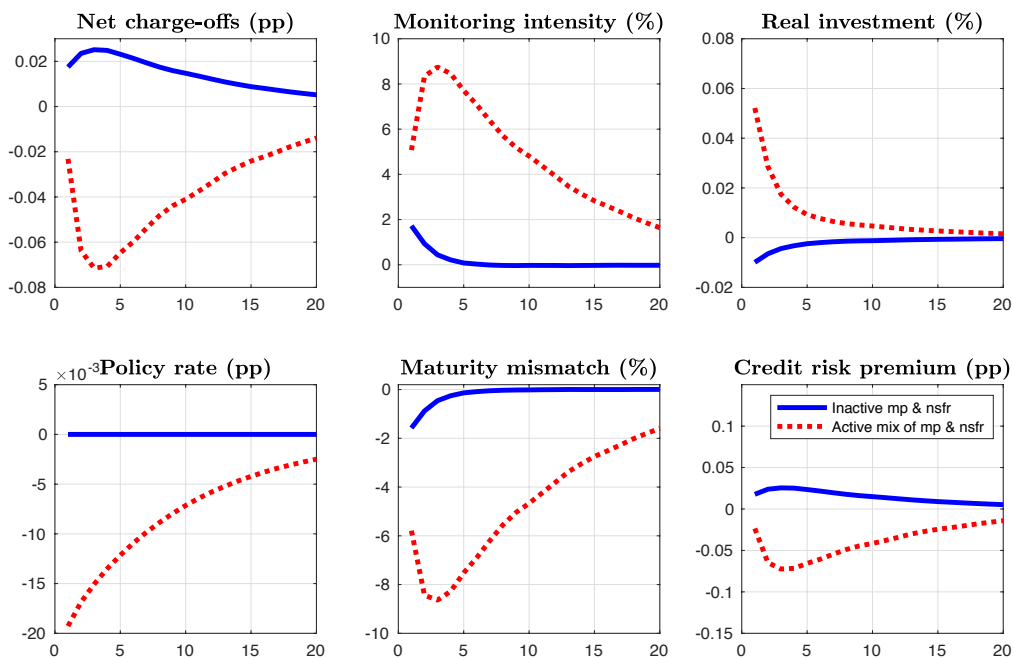 Net charge-offs (pp)
0.02
0
-0.02
-0.04
-0.06
-0.08
0 5 10 15 20
Monitoring intensity (%)
10
8
6
4
2
0
0 5 10 15 20
Real investment (%)
0.08
0.06
0.04
0.02
0
-0.02
0 5 10 15 20
×10-3 Policy rate (pp)
5
0
-5
-10
-15
-20
0 5 10 15 20
Maturity mismatch (%)
0
-2
-4
-6
-8
-10
0 5 10 15 20
Credit risk premium (pp)
Inactive mp & nsfr
Active mix of mp & nsfr
0.1
0.05
0
-0.05
-0.1
-0.15
0 5 10 15 20